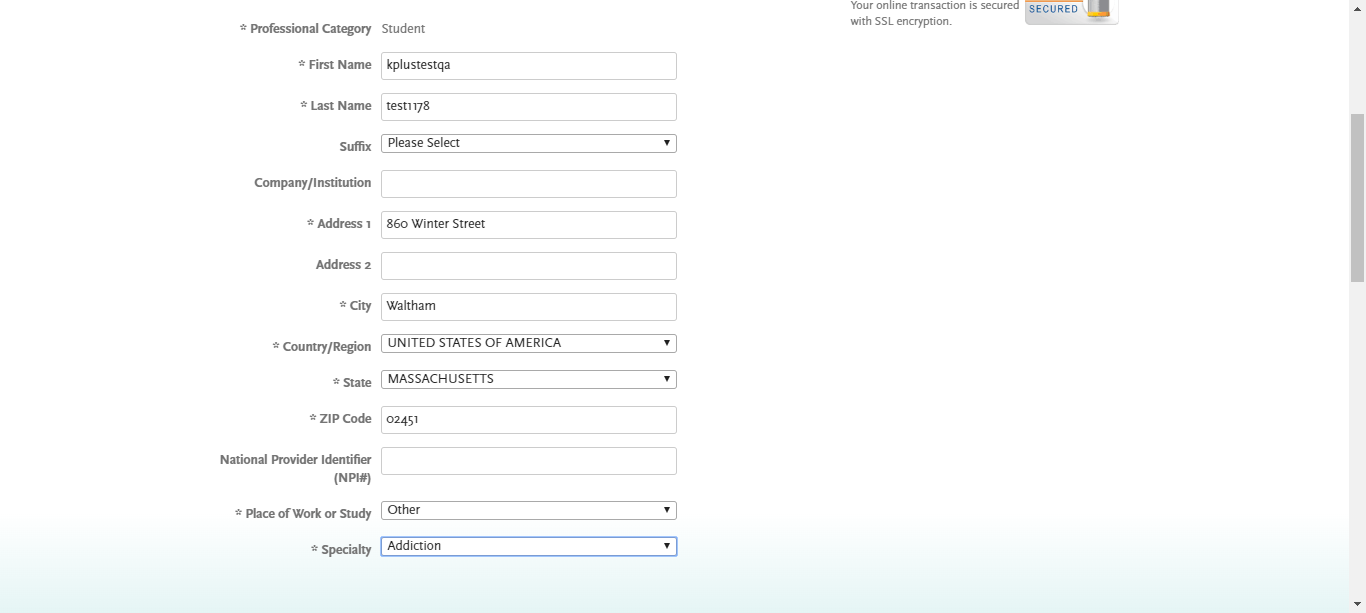 Your online transaction is secured
with SSL encryption.
SECURED
* Professional Category Student
* First Name kplustestqa
* Last Name test1178
Suffix Please Select
Company/Institution
* Address 1 860 Winter Street
Address 2
* City Waltham
* Country/Region UNITED STATES OF AMERICA
* State MASSACHUSETTS
* ZIP Code 02451
National Provider Identifier
(NPI#)
* Place of Work or Study Other
* Specialty Addiction